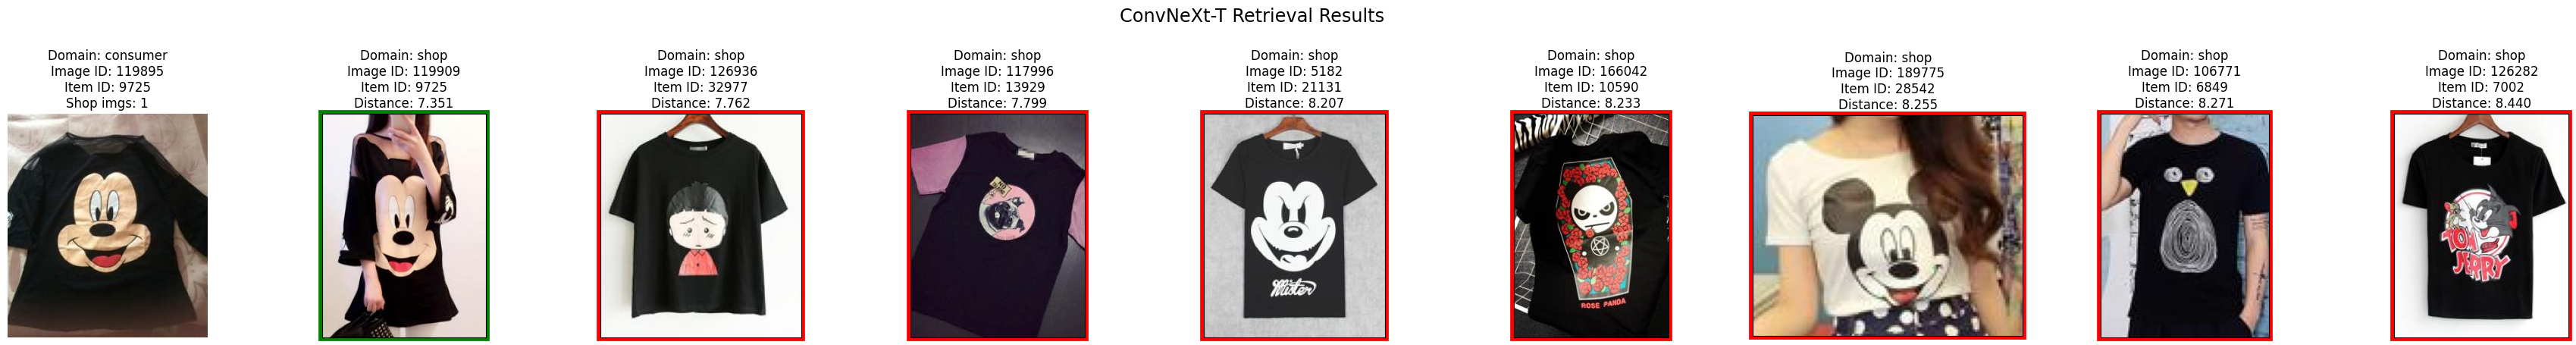 ConvNeXt-T Retrieval Results
Domain: consumer
Image ID: 119895
Item ID: 9725
Shop imgs: 1
Domain: shop
Image ID: 119909
Item ID: 9725
Distance: 7.351
Domain: shop
Image ID: 126936
Item ID: 32977
Distance: 7.762
Domain: shop
Image ID: 117996
Item ID: 13929
Distance: 7.799
Domain: shop
Image ID: 5182
Item ID: 21131
Distance: 8.207
Mister
Domain: shop
Image ID: 166042
Item ID: 10590
Distance: 8.233
ROSE PANDA
Domain: shop
Image ID: 189775
Item ID: 28542
Distance: 8.255
Domain: shop
Image ID: 106771
Item ID: 6849
Distance: 8.271
Domain: shop
Image ID: 126282
Item ID: 7002
Distance: 8.440
TOM
JERRY